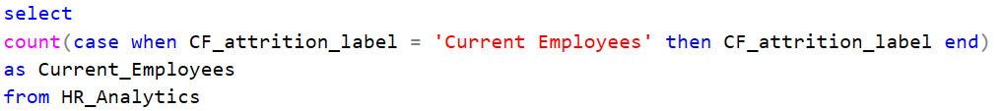 select
count(case when CF_attrition_label = 'Current Employees' then CF_attrition_label end)
as Current_Employees
from HR_Analytics